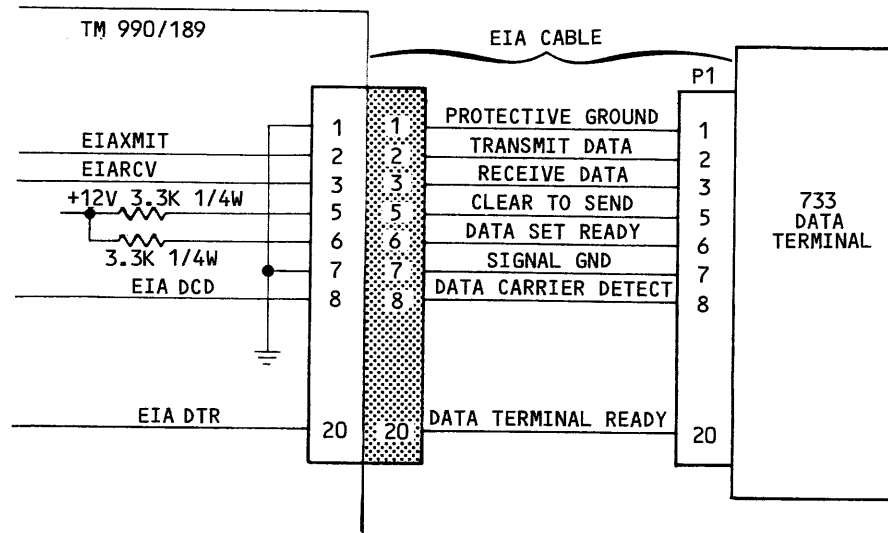 TM 990/189
EIA CABLE
P1
EIAXMIT
EIARCV
+12V 3.3K 1/4W
3.3K 1/4W
EIA DCD
EIA DTR
1
2
3
5
6
7
8
20
1
2
3
5
6
7
8
20
PROTECTIVE GROUND
TRANSMIT DATA
RECEIVE DATA
CLEAR TO SEND
DATA SET READY
SIGNAL GND
DATA CARRIER DETECT
DATA TERMINAL READY
1
2
3
5
6
7
8
20
733
DATA
TERMINAL